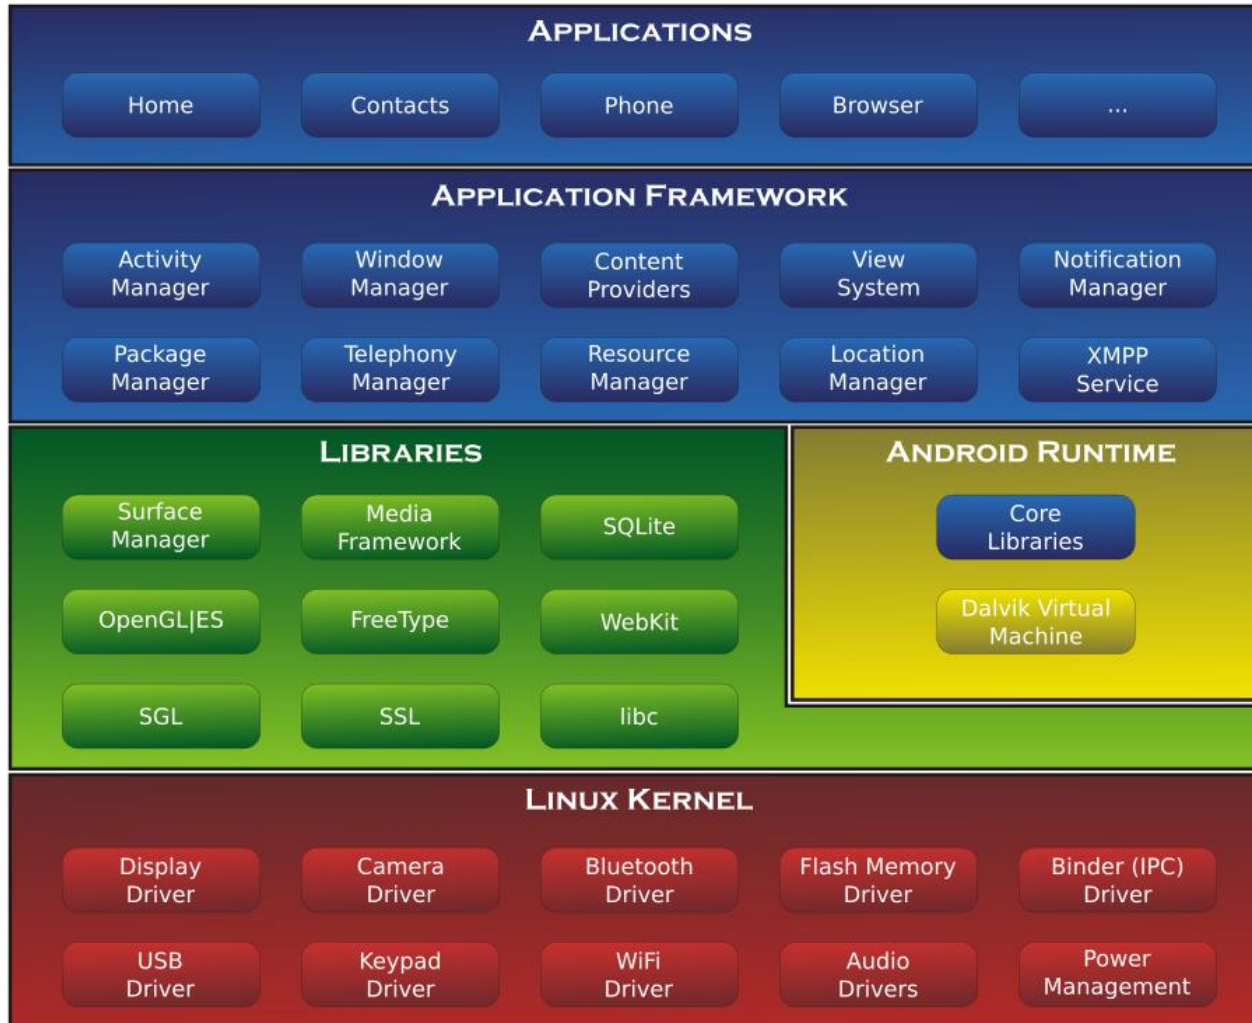 APPLICATIONS
Home
Contacts
Phone
Browser
...
APPLICATION FRAMEWORK
Activity
Manager
Window
Manager
Content
Providers
View
System
Notification
Manager
Package
Manager
Telephony
Manager
Resource
Manager
Location
Manager
XMPP
Service
LIBRARIES
Surface
Manager
Media
Framework
SQLite
OpenGL|ES
FreeType
WebKit
SGL
SSL
libc
ANDROID RUNTIME
Core
Libraries
Dalvik Virtual
Machine
LINUX KERNEL
Display
Driver
Camera
Driver
Bluetooth
Driver
Flash Memory
Driver
Binder (IPC)
Driver
USB
Driver
Keypad
Driver
WiFi
Driver
Audio
Drivers
Power
Management